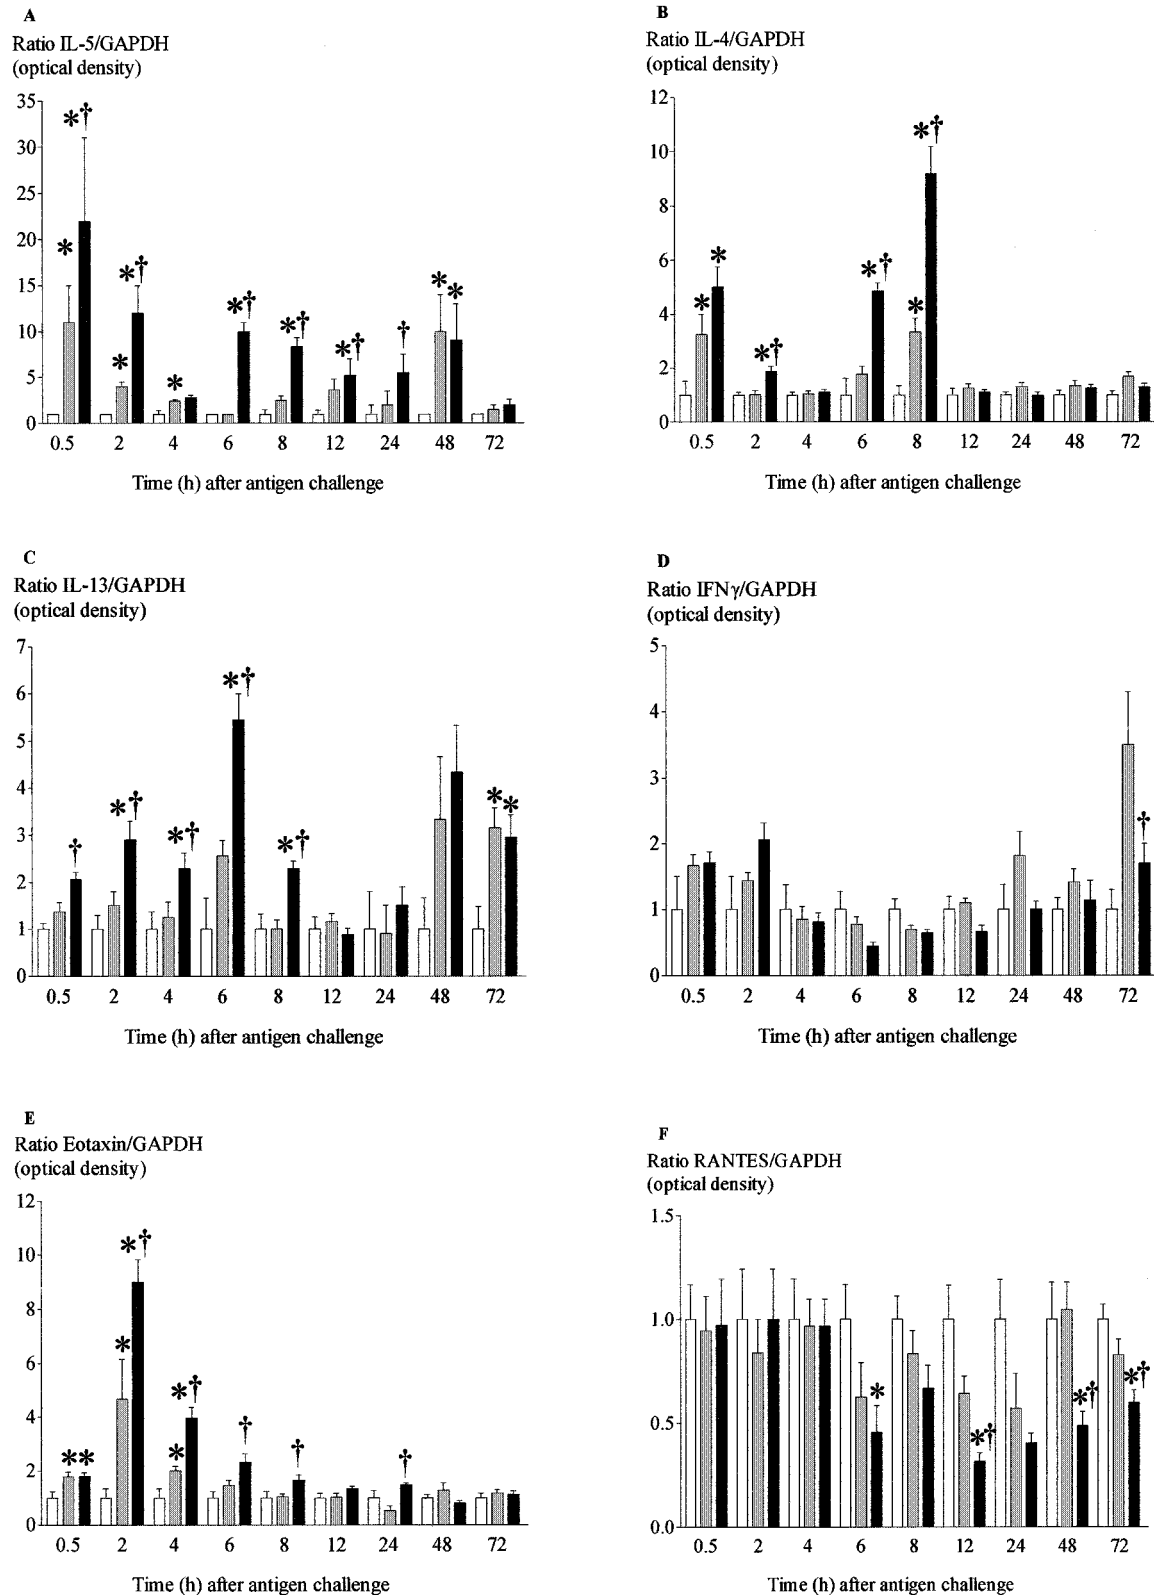 A
Ratio IL-5/GAPDH
(optical density)
35
30
25
20
15
10
5
0
*†
*
*†
*
*
*†
*†
*†
†
*
*
0.5 2 4 6 8 12 24 48 72
Time (h) after antigen challenge
B
Ratio IL-4/GAPDH
(optical density)
12
10
8
6
4
2
0
*
*
*†
*†
*
*†
0.5 2 4 6 8 12 24 48 72
Time (h) after antigen challenge
C
Ratio IL-13/GAPDH
(optical density)
7
6
5
4
3
2
1
0
†
*†
*†
*†
*†
*
*
0.5 2 4 6 8 12 24 48 72
Time (h) after antigen challenge
D
Ratio IFNγ/GAPDH
(optical density)
5
4
3
2
1
0
†
0.5 2 4 6 8 12 24 48 72
Time (h) after antigen challenge
E
Ratio Eotaxin/GAPDH
(optical density)
12
10
8
6
4
2
0
**
*†
*
*†
*
†
†
†
0.5 2 4 6 8 12 24 48 72
Time (h) after antigen challenge
F
Ratio RANTES/GAPDH
(optical density)
1.5
1.0
0.5
0.0
*
*†
*†
*†
0.5 2 4 6 8 12 24 48 72
Time (h) after antigen challenge